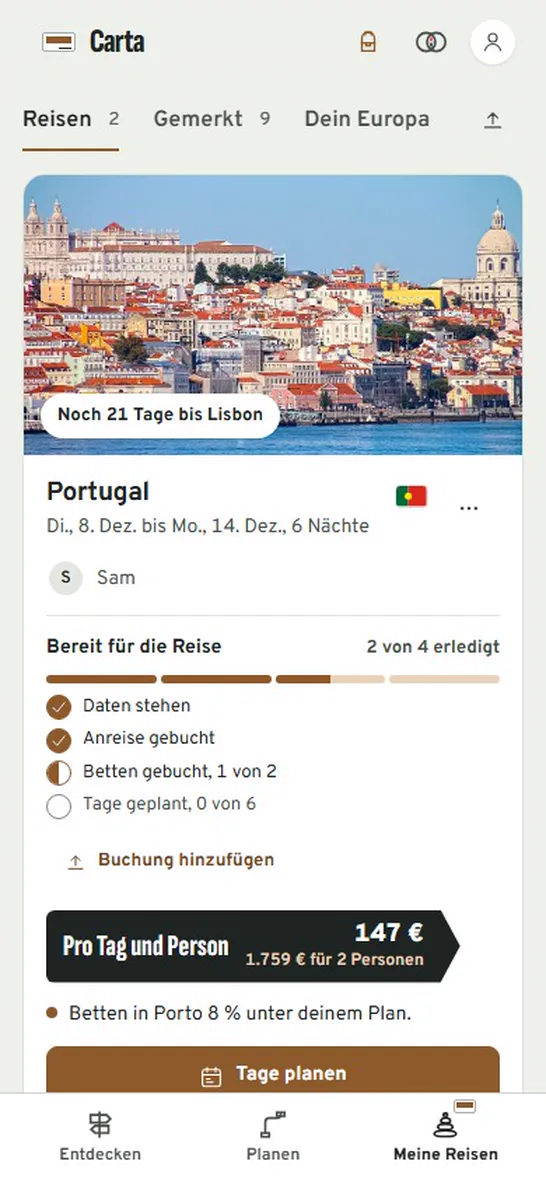 Carta
Reisen 2 Gemerkt 9 Dein Europa
Noch 21 Tage bis Lisbon
Portugal
...
Di., 8. Dez. bis Mo., 14. Dez., 6 Nächte
S Sam
Bereit für die Reise 2 von 4 erledigt
Daten stehen
Anreise gebucht
Betten gebucht, 1 von 2
Tage geplant, 0 von 6
Buchung hinzufügen
Pro Tag und Person 147 €
1.759 € für 2 Personen
Betten in Porto 8 % unter deinem Plan.
Tage planen
Entdecken Planen Meine Reisen